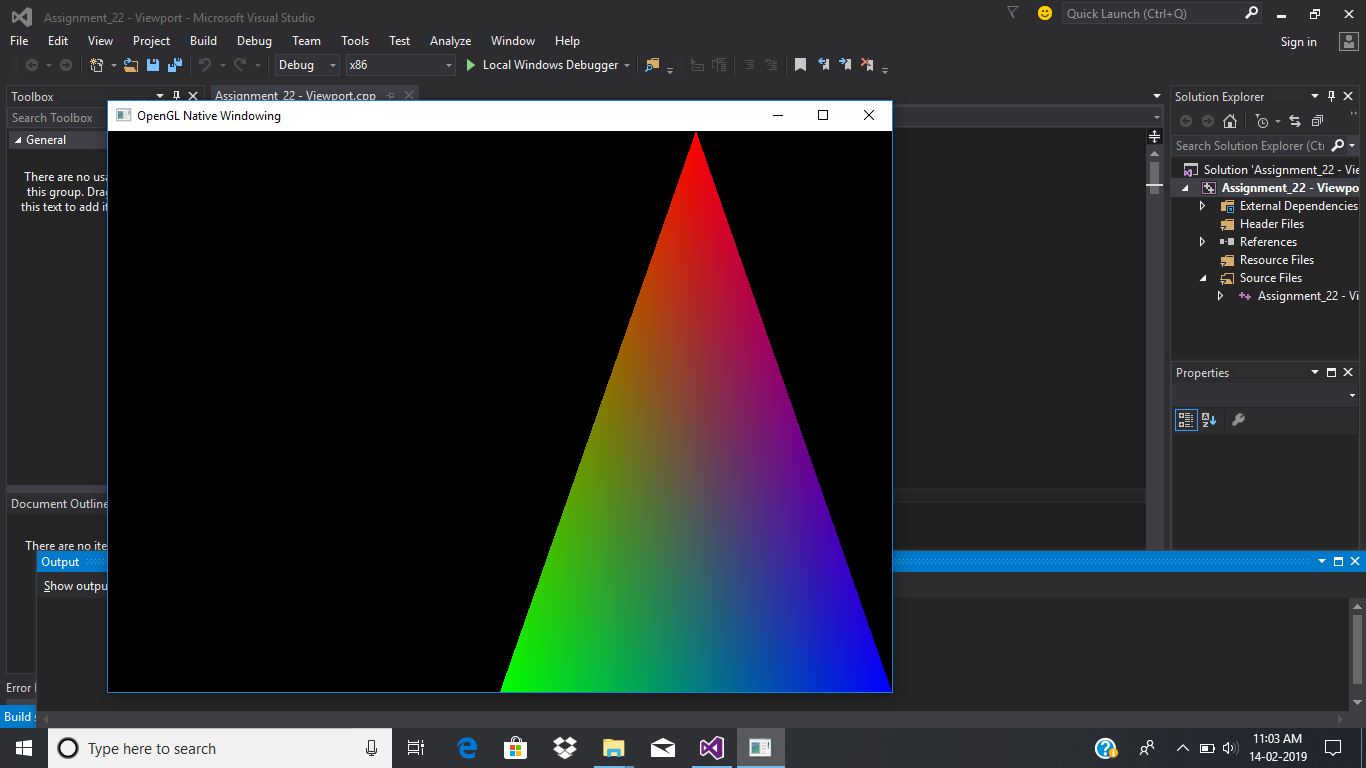 Assignment_22 - Viewport - Microsoft Visual Studio
Quick Launch (Ctrl+Q)
File Edit View Project Build Debug Team Tools Test Analyze Window Help
Sign in
Debug x86 Local Windows Debugger
Toolbox
Search Toolbox
General
There are no usa
this group. Drag
this text to add it
Assignment_22 - Viewport.cpp
OpenGL Native Windowing
Solution Explorer
Search Solution Explorer (Ctr
Solution 'Assignment_22 - Vie
Assignment_22 - Viewpo
External Dependencies
Header Files
References
Resource Files
Source Files
Assignment_22 - Vi
Properties
Document Outline
There are no ite
Output
Show outpu
Error
Build s
Type here to search
11:03 AM
14-02-2019